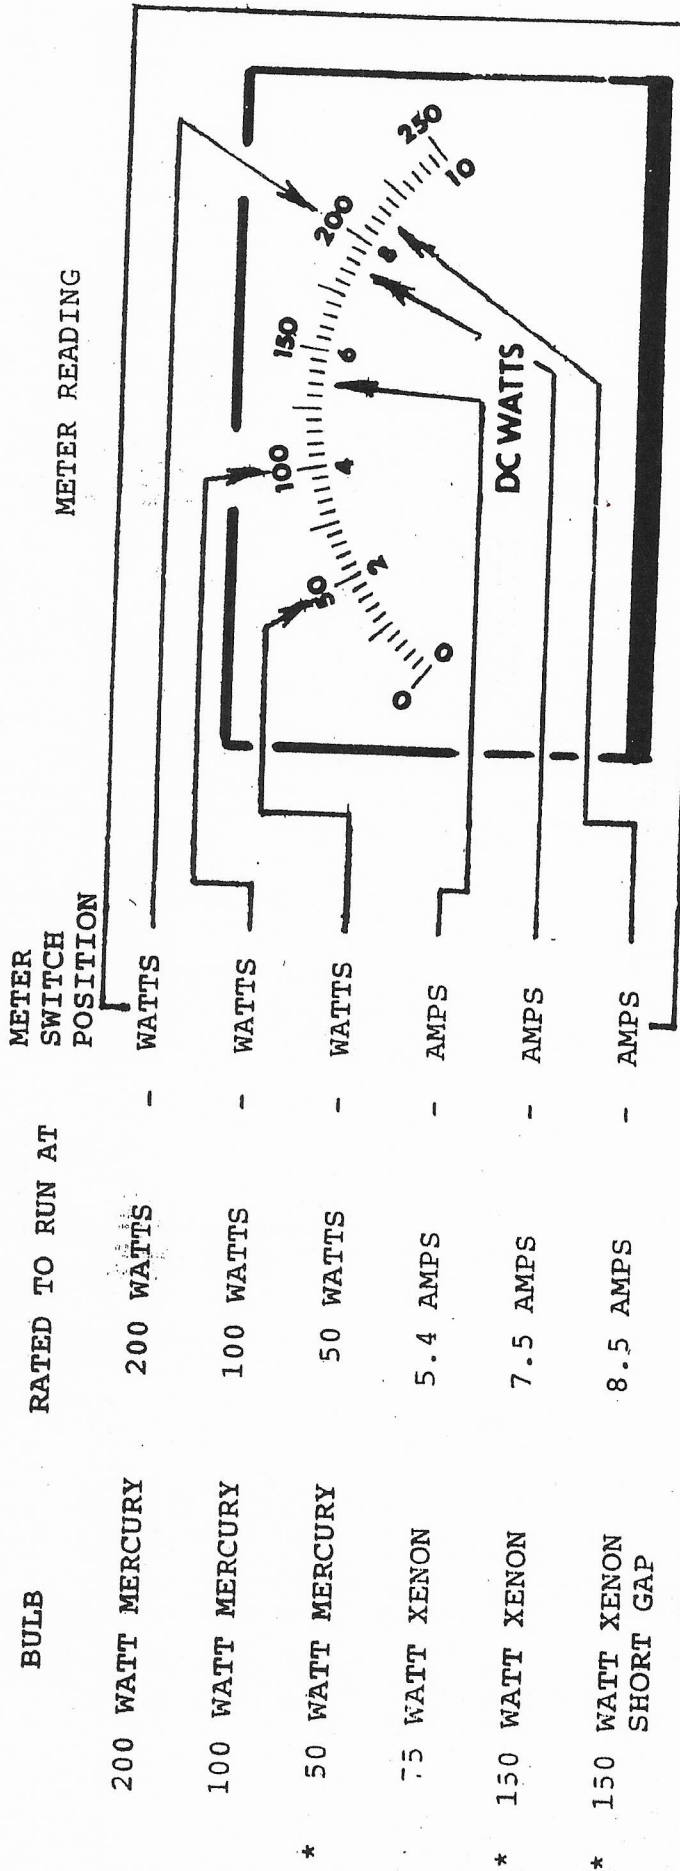 BULB RATED TO RUN AT METER SWITCH POSITION METER READING
200 WATT MERCURY 200 WATTS - WATTS
100 WATT MERCURY 100 WATTS - WATTS
* 50 WATT MERCURY 50 WATTS - WATTS
75 WATT XENON 5.4 AMPS - AMPS
* 150 WATT XENON 7.5 AMPS - AMPS
* 150 WATT XENON 8.5 AMPS - AMPS
SHORT GAP
0 50 100 150 200 250
0 2 4 6 8 10
DC WATTS